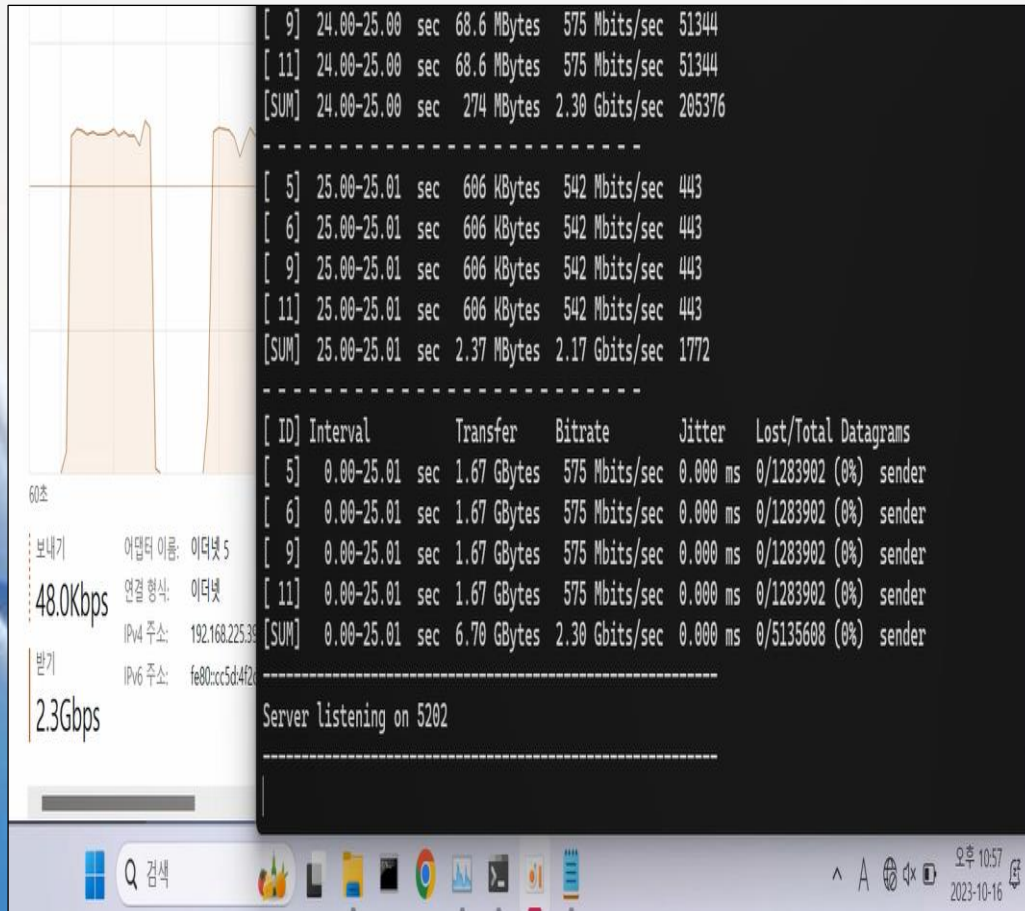 [ 9] 24.00-25.00 sec 68.6 MBytes 575 Mbits/sec 51344
[ 11] 24.00-25.00 sec 68.6 MBytes 575 Mbits/sec 51344
[SUM] 24.00-25.00 sec 274 MBytes 2.30 Gbits/sec 205376
- - - - - - - - - - - - - - - - - - - - - - - - -
[ 5] 25.00-25.01 sec 606 KBytes 542 Mbits/sec 443
[ 6] 25.00-25.01 sec 606 KBytes 542 Mbits/sec 443
[ 9] 25.00-25.01 sec 606 KBytes 542 Mbits/sec 443
[ 11] 25.00-25.01 sec 606 KBytes 542 Mbits/sec 443
[SUM] 25.00-25.01 sec 2.37 MBytes 2.17 Gbits/sec 1772
- - - - - - - - - - - - - - - - - - - - - - - - -
[ ID] Interval Transfer Bitrate Jitter Lost/Total Datagrams
[ 5] 0.00-25.01 sec 1.67 GBytes 575 Mbits/sec 0.000 ms 0/1283902 (0%) sender
[ 6] 0.00-25.01 sec 1.67 GBytes 575 Mbits/sec 0.000 ms 0/1283902 (0%) sender
[ 9] 0.00-25.01 sec 1.67 GBytes 575 Mbits/sec 0.000 ms 0/1283902 (0%) sender
[ 11] 0.00-25.01 sec 1.67 GBytes 575 Mbits/sec 0.000 ms 0/1283902 (0%) sender
[SUM] 0.00-25.01 sec 6.70 GBytes 2.30 Gbits/sec 0.000 ms 0/5135608 (0%) sender
-----------------------------------------------------------
Server listening on 5202
-----------------------------------------------------------
60초
보내기
48.0Kbps
받기
2.3Gbps
어댑터 이름: 이더넷 5
연결 형식: 이더넷
IPv4 주소: 192.168.225.39
IPv6 주소: fe80::cc5d:4f2
검색
A
오후 10:57
2023-10-16